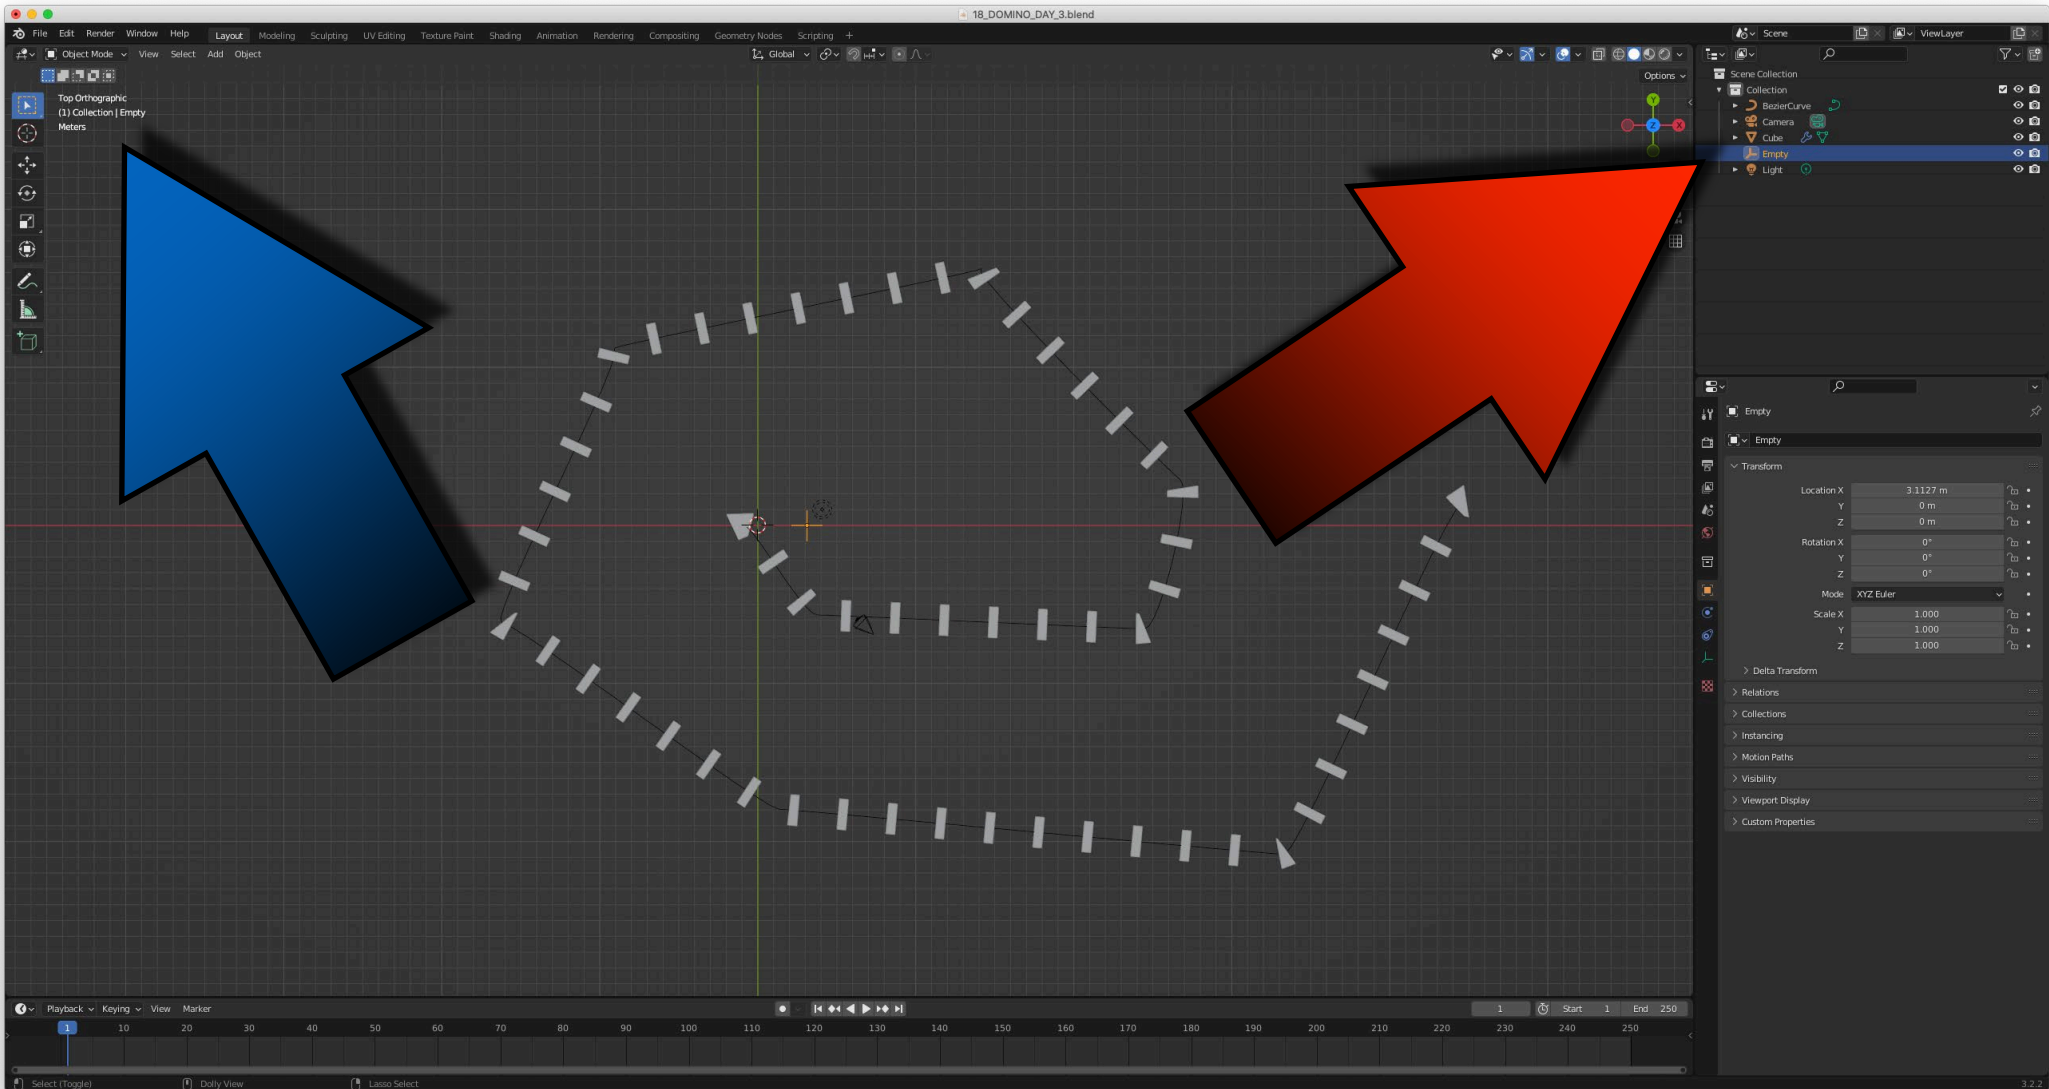 18_DOMINO_DAY_3.blend
File Edit Render Window Help Layout Modeling Sculpting UV Editing Texture Paint Shading Animation Rendering Compositing Geometry Nodes Scripting + Scene ViewLayer
Object Mode View Select Add Object Global
Options
Top Orthographic
(1) Collection | Empty
Meters
Y
Z X
Scene Collection
Collection
BezierCurve
Camera
Cube
Empty
Light
Empty
Empty
Transform
Location X 3.1127 m
Y 0 m
Z 0 m
Rotation X 0°
Y 0°
Z 0°
Mode XYZ Euler
Scale X 1.000
Y 1.000
Z 1.000
Delta Transform
Relations
Collections
Instancing
Motion Paths
Visibility
Viewport Display
Custom Properties
Playback Keying View Marker 1 Start 1 End 250
1 10 20 30 40 50 60 70 80 90 100 110 120 130 140 150 160 170 180 190 200 210 220 230 240 250
Select (Toggle) Dolly View Lasso Select 3.2.2